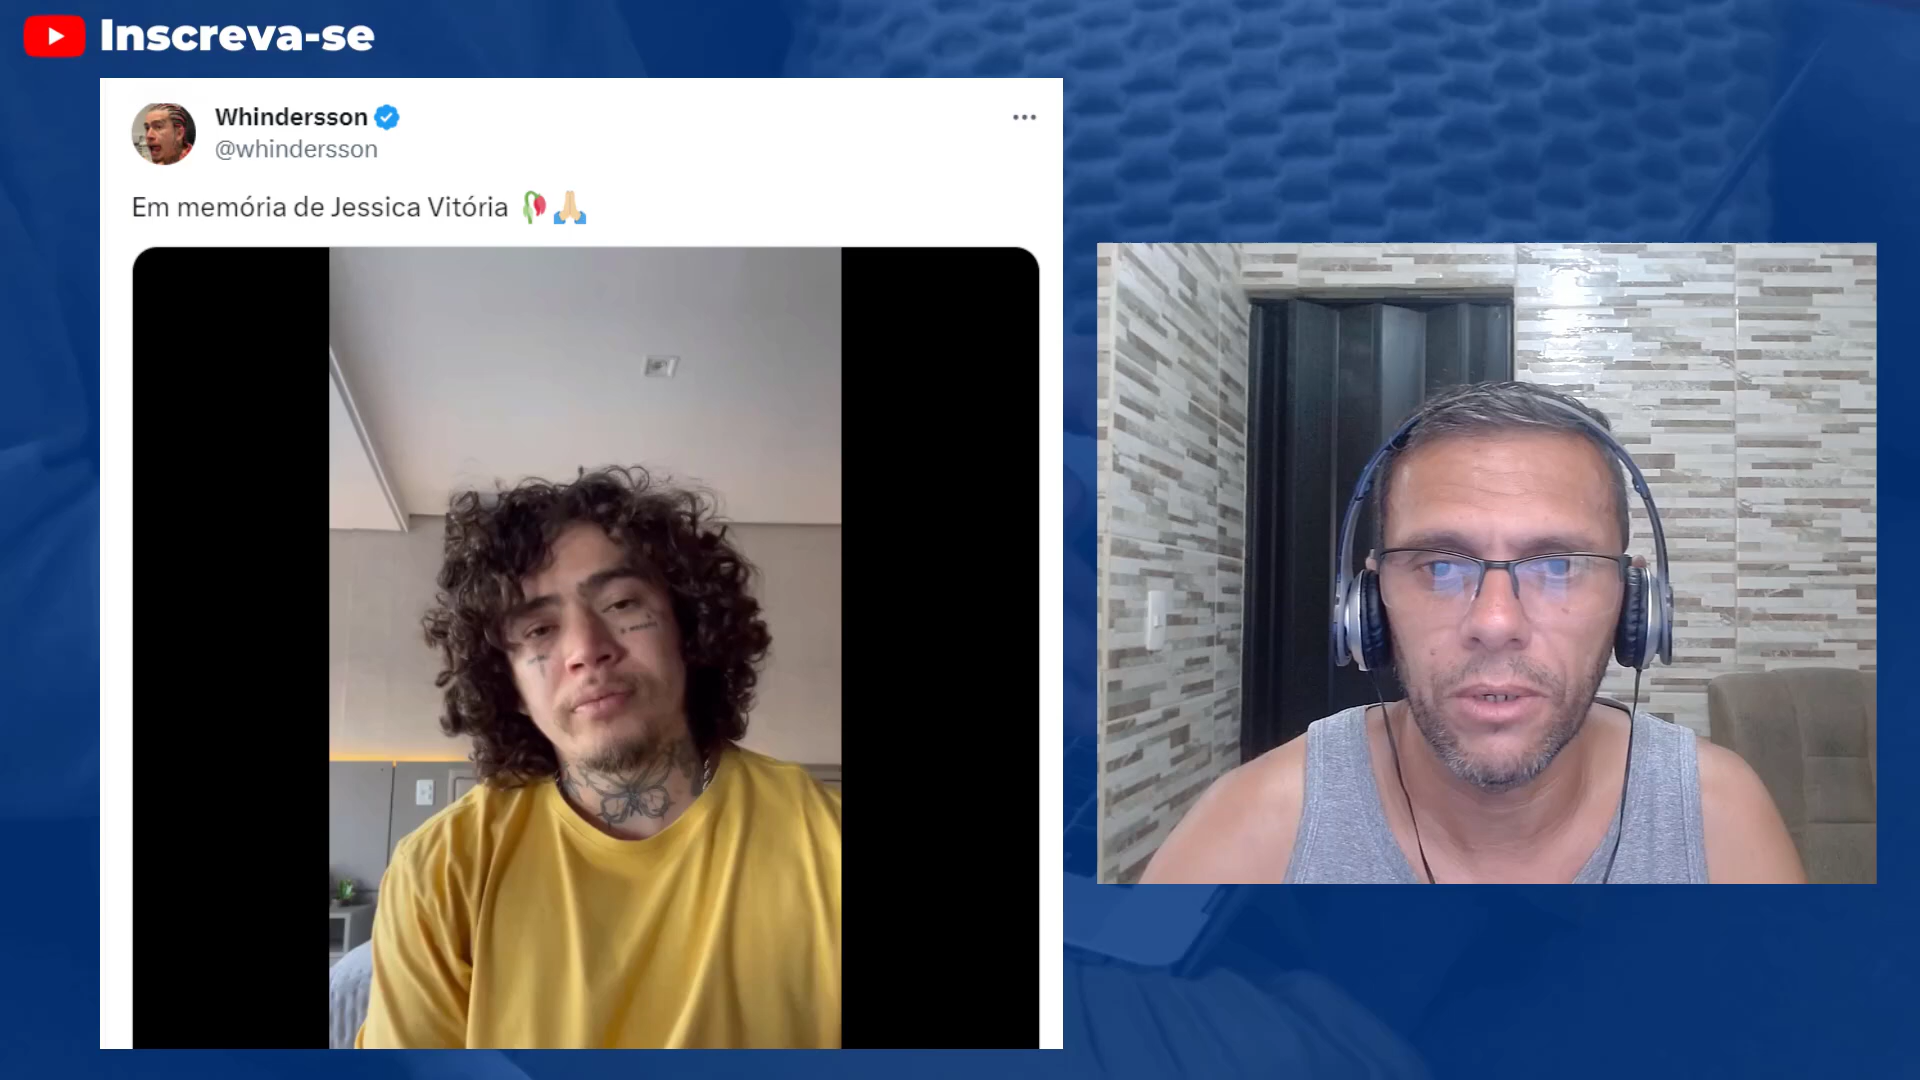 Inscreva-se
Whindersson
@whindersson
Em memória de Jessica Vitória 🥀🙏🏼